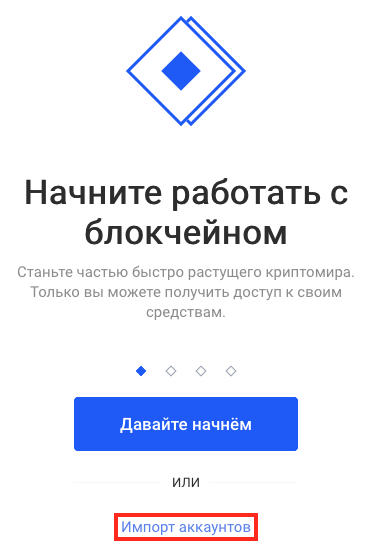 Начните работать с
блокчейном
Станьте частью быстро растущего криптомира.
Только вы можете получить доступ к своим
средствам.
Давайте начнём
ИЛИ
Импорт аккаунтов